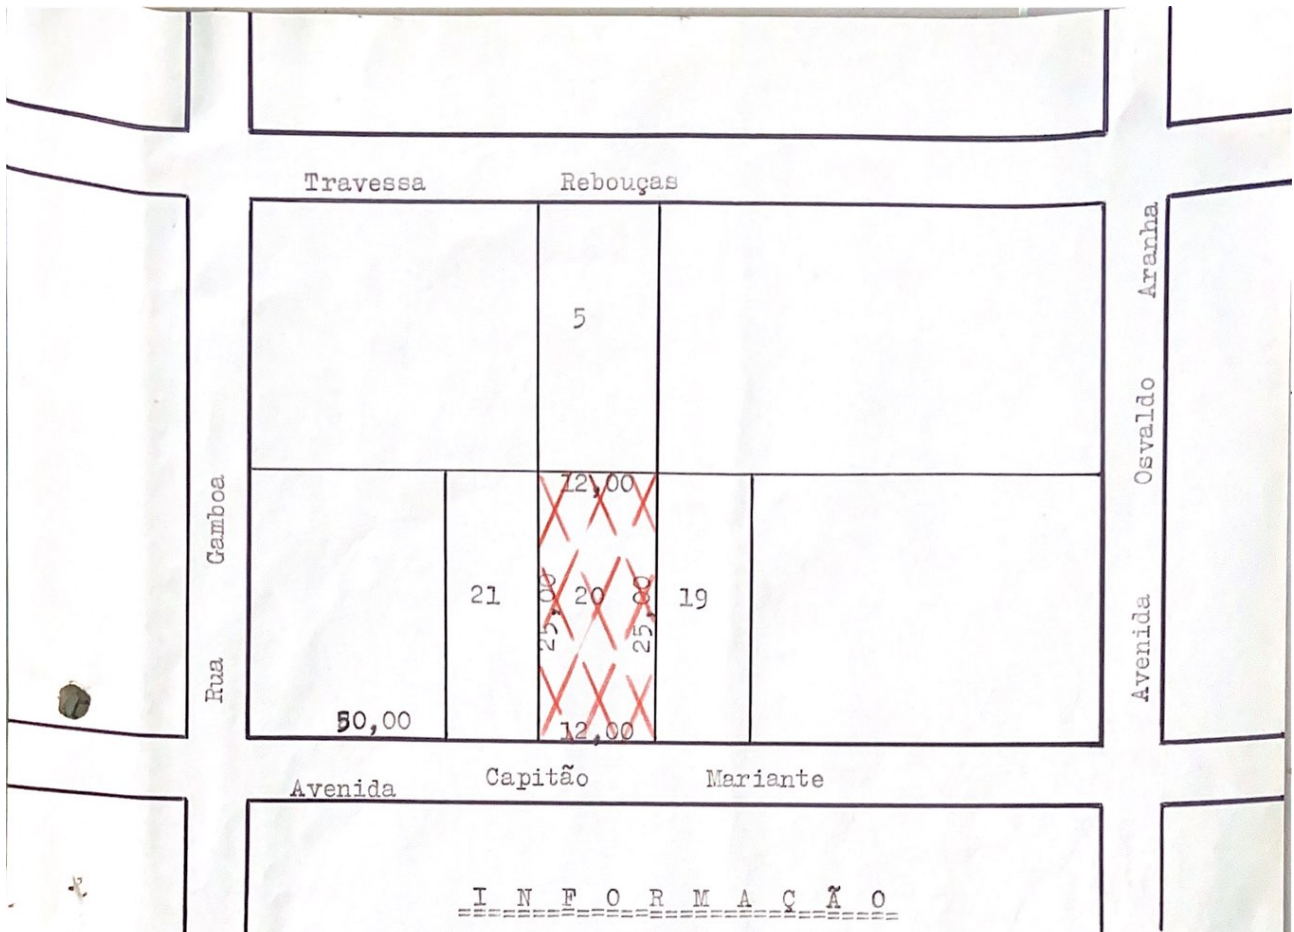 Travessa Rebouças
Aranha
5
Osvaldo
Gamboa
12,00
25,00
21
20
25,00
19
Rua
Avenida
50,00
12,00
Avenida Capitão Mariante
I N F O R M A Ç Ã O